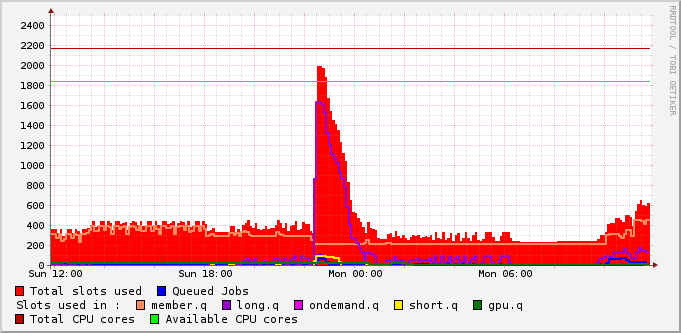 RRDTOOL / TOBI OETIKER
2400
2200
2000
1800
1600
1400
1200
1000
800
600
400
200
0
Sun 12:00 Sun 18:00 Mon 00:00 Mon 06:00
Total slots used Queued Jobs
Slots used in : member.q long.q ondemand.q short.q gpu.q
Total CPU cores Available CPU cores